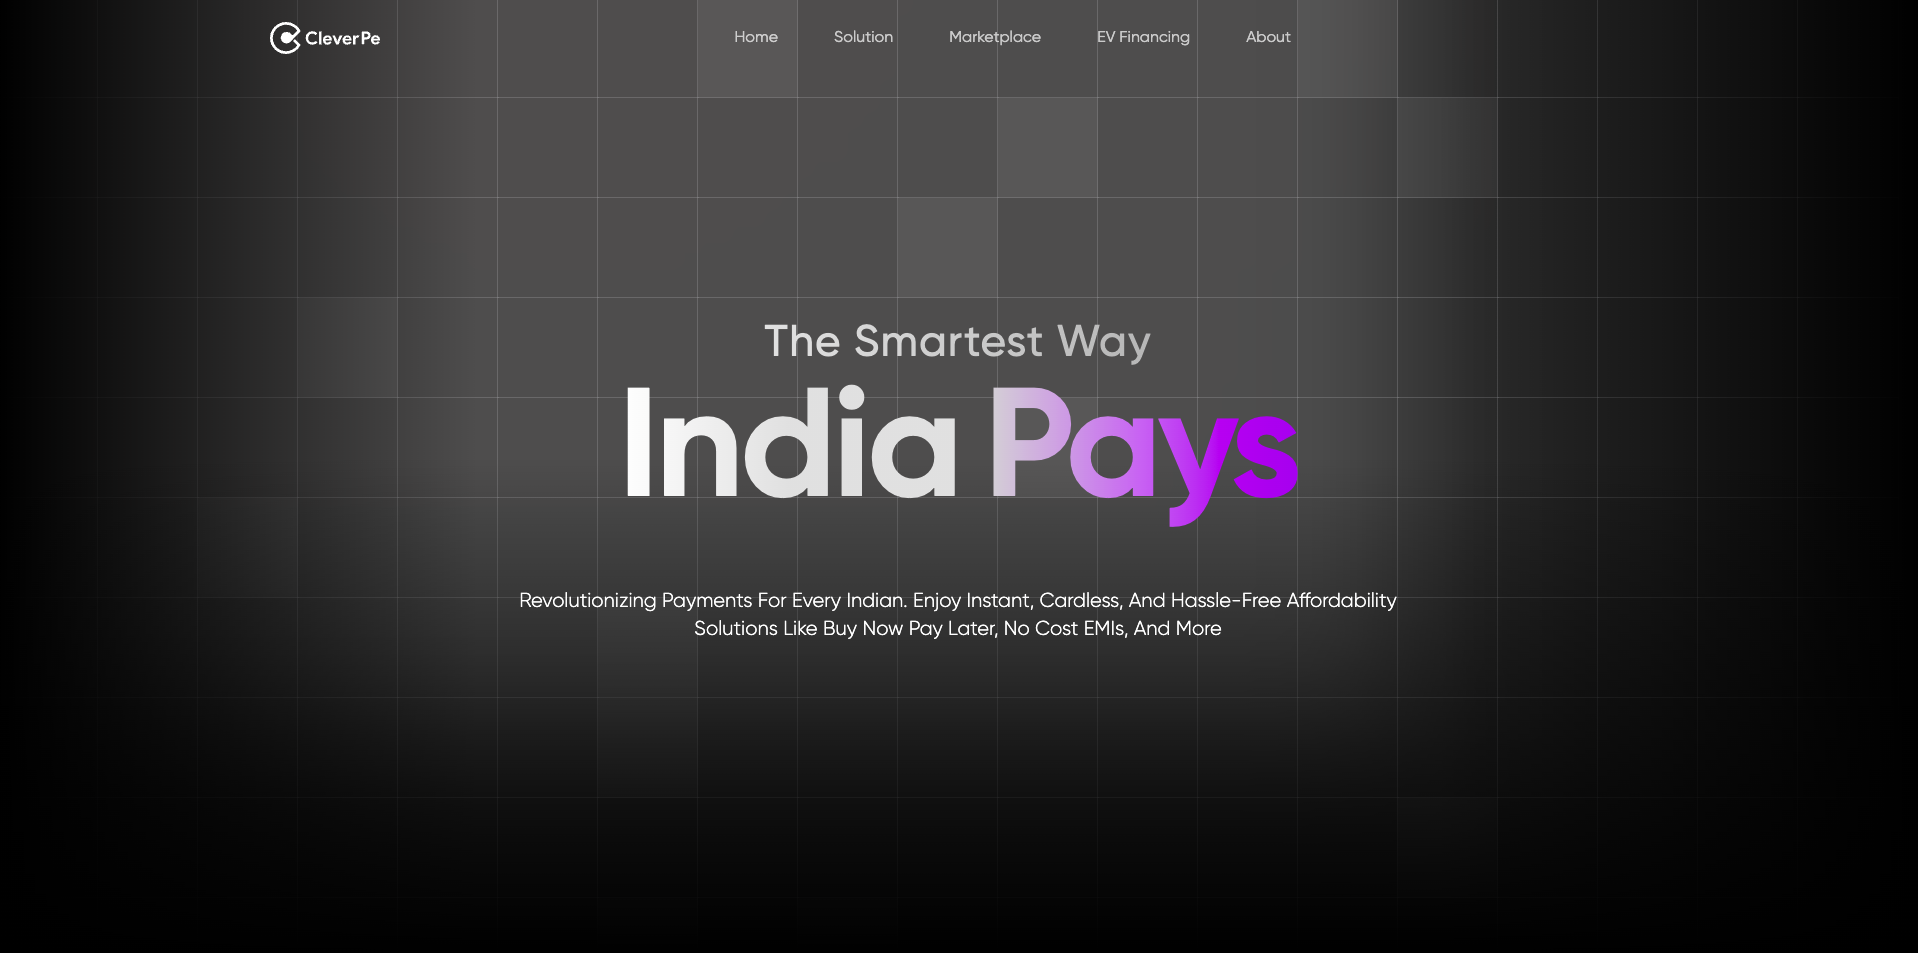 CleverPe
Home Solution Marketplace EV Financing About
The Smartest Way
India Pays
Revolutionizing Payments For Every Indian. Enjoy Instant, Cardless, And Hassle-Free Affordability
Solutions Like Buy Now Pay Later, No Cost EMIs, And More